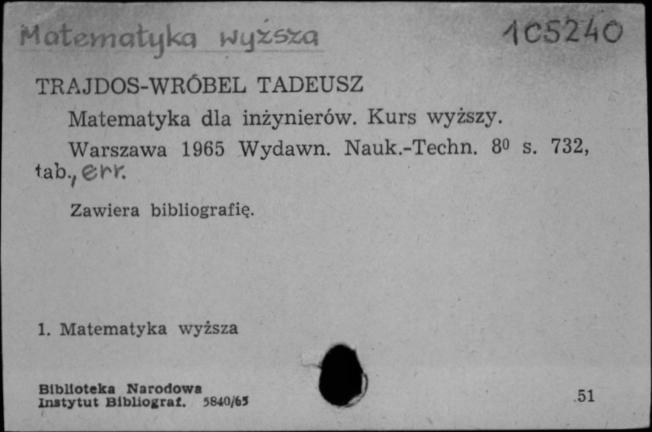 Matematyka wyższa 105240
TRAJDOS-WRÓBEL TADEUSZ
Matematyka dla inżynierów. Kurs wyższy.
Warszawa 1965 Wydawn. Nauk.-Techn. 8⁰ s. 732,
tab., err.
Zawiera bibliografię.
1. Matematyka wyższa
Biblioteka Narodowa
Instytut Bibliograf. 5840/65 51